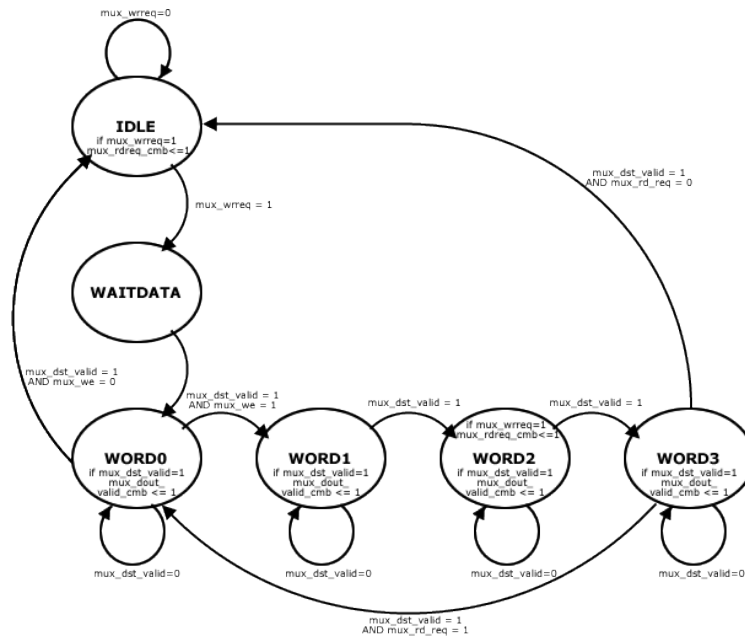 mux_wrreq=0
IDLE
if mux_wrreq=1
mux_rdreq_cmb<=1
mux_dst_valid = 1
AND mux_rd_req = 0
mux_wrreq = 1
WAITDATA
mux_dst_valid = 1
AND mux_we = 0
mux_dst_valid = 1
AND mux_we = 1
mux_dst_valid = 1
mux_dst_valid = 1
WORD0
if mux_dst_valid=1
mux_dout_
valid_cmb <= 1
WORD1
if mux_dst_valid=1
mux_dout_
valid_cmb <= 1
if mux_wrreq=1
mux_rdreq_cmb<=1
WORD2
if mux_dst_valid=1
mux_dout_
valid_cmb <= 1
WORD3
if mux_dst_valid=1
mux_dout_
valid_cmb <= 1
mux_dst_valid=0
mux_dst_valid=0
mux_dst_valid=0
mux_dst_valid=0
mux_dst_valid = 1
AND mux_rd_req = 1